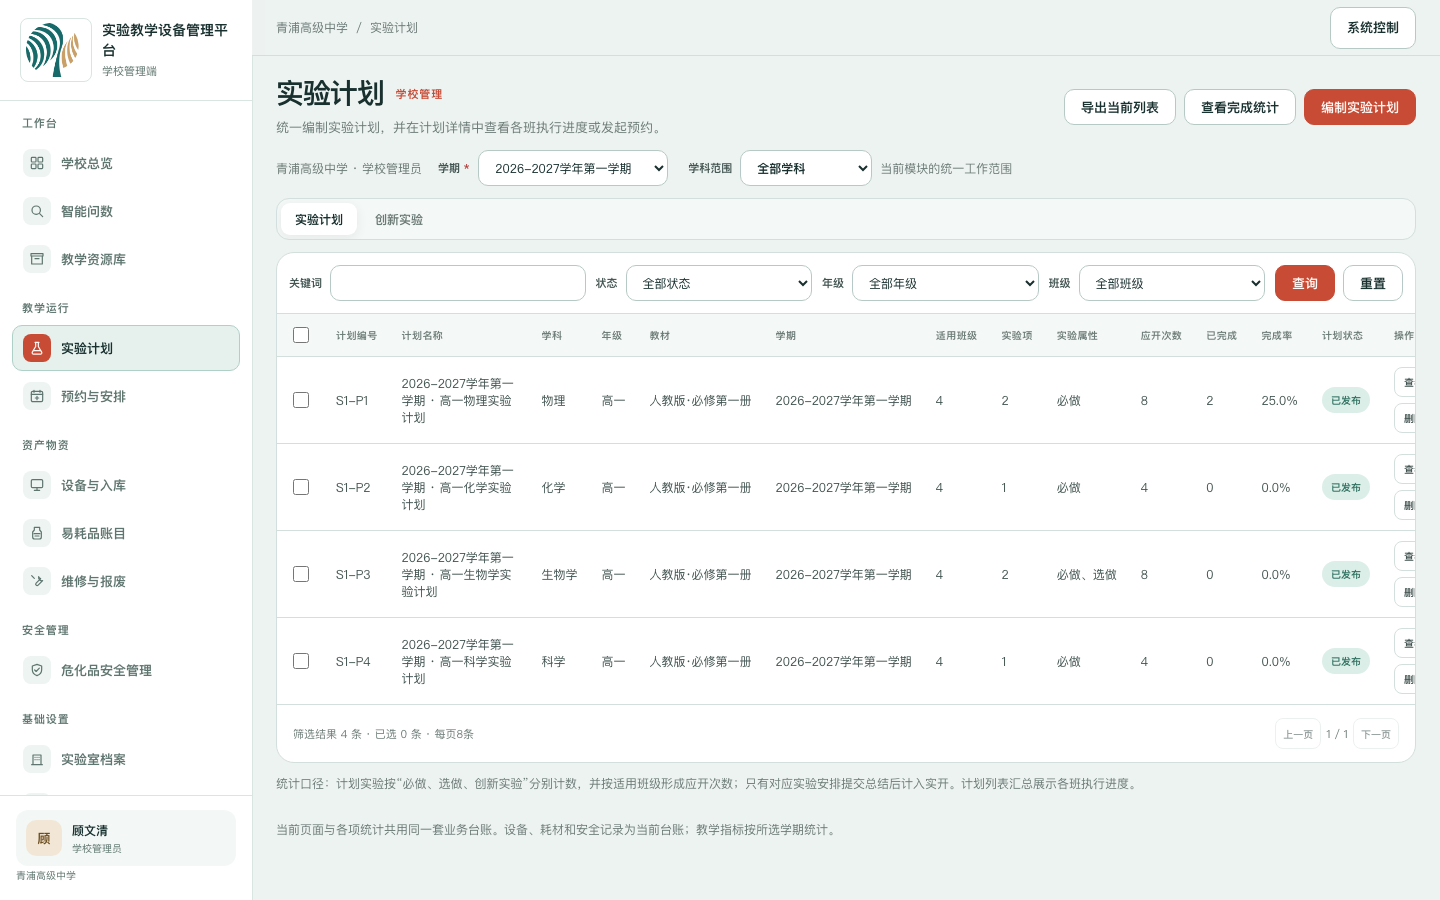 实验教学设备管理平
台
学校管理端
工作台
学校总览
智能问数
教学资源库
教学运行
实验计划
预约与安排
资产物资
设备与入库
易耗品账目
维修与报废
安全管理
危化品安全管理
基础设置
实验室档案
顾
顾文清
学校管理员
青浦高级中学
青浦高级中学 / 实验计划
系统控制
实验计划 学校管理
统一编制实验计划，并在计划详情中查看各班执行进度或发起预约。
导出当前列表 查看完成统计 编制实验计划
青浦高级中学 · 学校管理员 学期 * 2026–2027学年第一学期 学科范围 全部学科 当前模块的统一工作范围
实验计划 创新实验
关键词 状态 全部状态 年级 全部年级 班级 全部班级 查询 重置
计划编号 计划名称 学科 年级 教材 学期 适用班级 实验项 实验属性 应开次数 已完成 完成率 计划状态 操作
2026–2027学年第一
学期 · 高一物理实验
计划
S1–P1 物理 高一 人教版·必修第一册 2026–2027学年第一学期 4 2 必做 8 2 25.0% 已发布
查
删
2026–2027学年第一
学期 · 高一化学实验
计划
S1–P2 化学 高一 人教版·必修第一册 2026–2027学年第一学期 4 1 必做 4 0 0.0% 已发布
查
删
2026–2027学年第一
学期 · 高一生物学实
验计划
S1–P3 生物学 高一 人教版·必修第一册 2026–2027学年第一学期 4 2 必做、选做 8 0 0.0% 已发布
查
删
2026–2027学年第一
学期 · 高一科学实验
计划
S1–P4 科学 高一 人教版·必修第一册 2026–2027学年第一学期 4 1 必做 4 0 0.0% 已发布
查
删
筛选结果 4 条 · 已选 0 条 · 每页8条
上一页 1 / 1 下一页
统计口径：计划实验按“必做、选做、创新实验”分别计数，并按适用班级形成应开次数；只有对应实验安排提交总结后计入实开。计划列表汇总展示各班执行进度。
当前页面与各项统计共用同一套业务台账。设备、耗材和安全记录为当前台账；教学指标按所选学期统计。